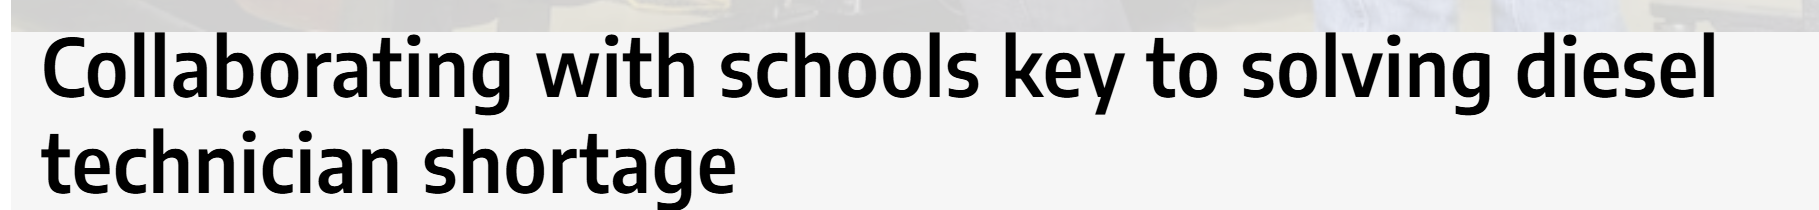 Collaborating with schools key to solving diesel
technician shortage